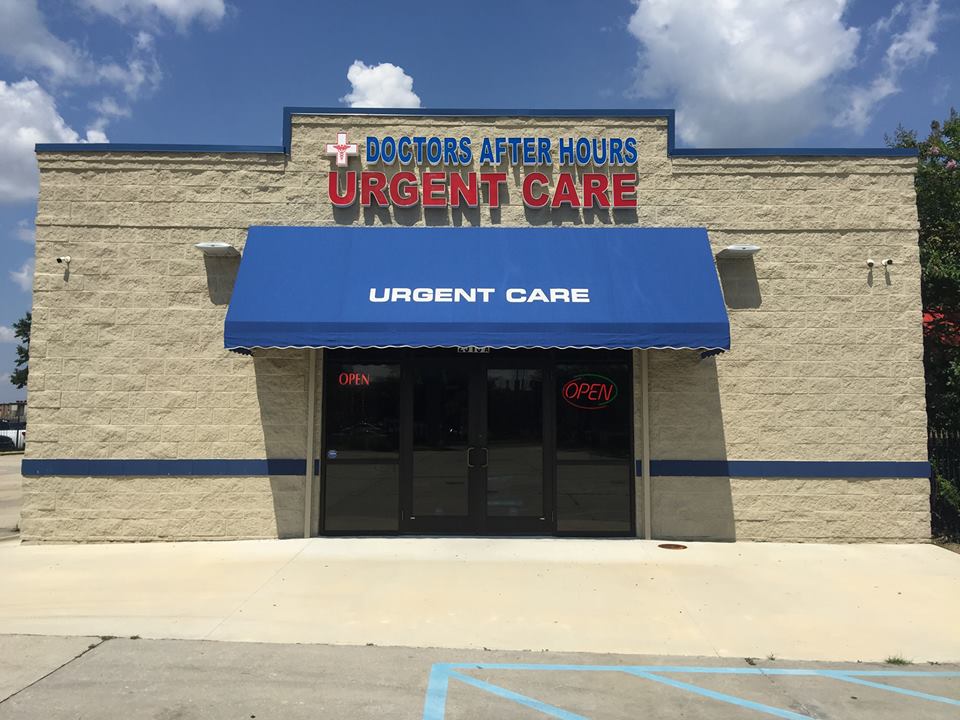 DOCTORS AFTER HOURS
URGENT CARE
URGENT CARE
OPEN
OPEN